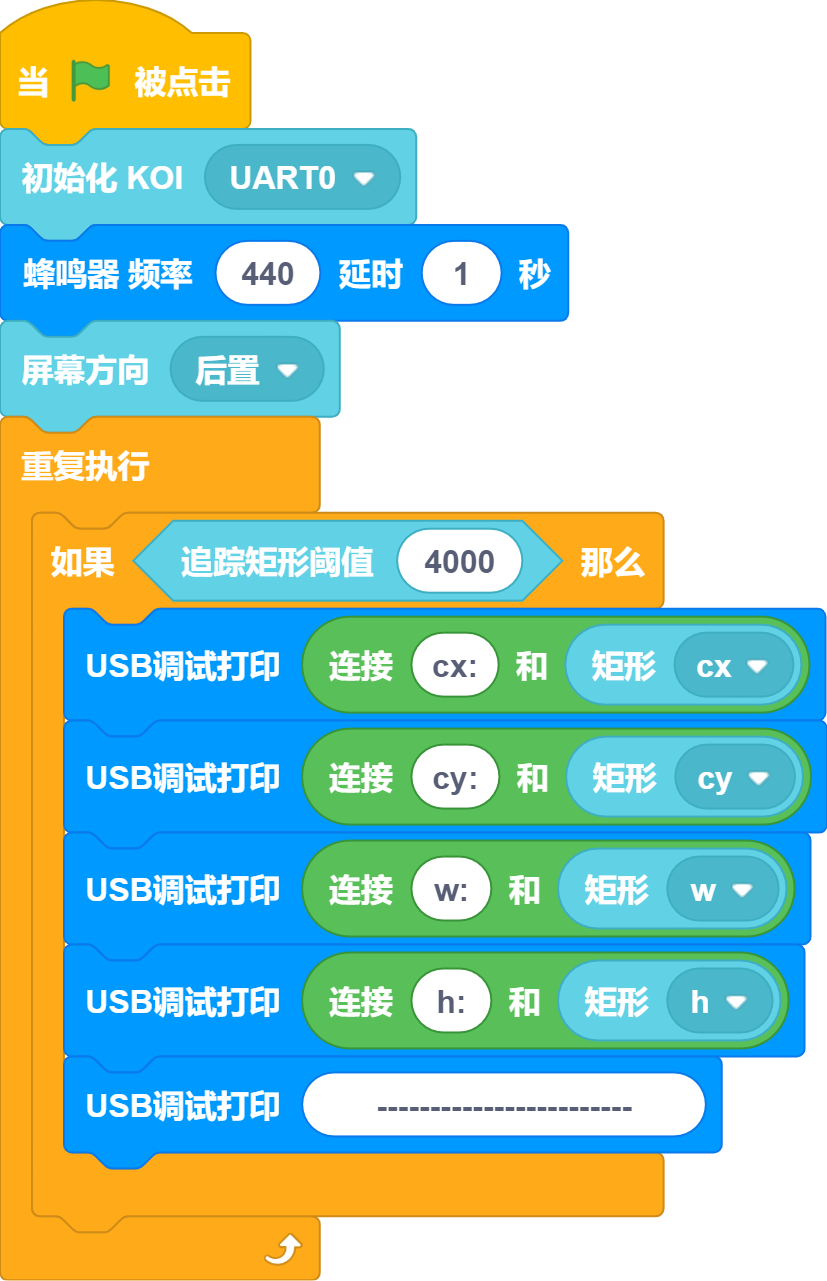 当 被点击
初始化 KOI UART0
蜂鸣器 频率 440 延时 1 秒
屏幕方向 后置
重复执行
如果 追踪矩形阈值 4000 那么
USB调试打印 连接 cx: 和 矩形 cx
USB调试打印 连接 cy: 和 矩形 cy
USB调试打印 连接 w: 和 矩形 w
USB调试打印 连接 h: 和 矩形 h
USB调试打印 ------------------------